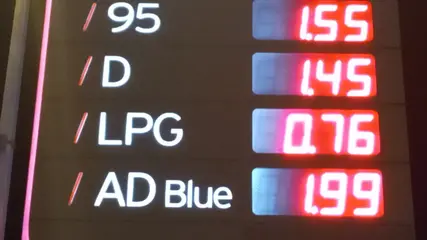 / 95 1.55
/ D 1.45
/ LPG 0.76
/ AD Blue 1.99